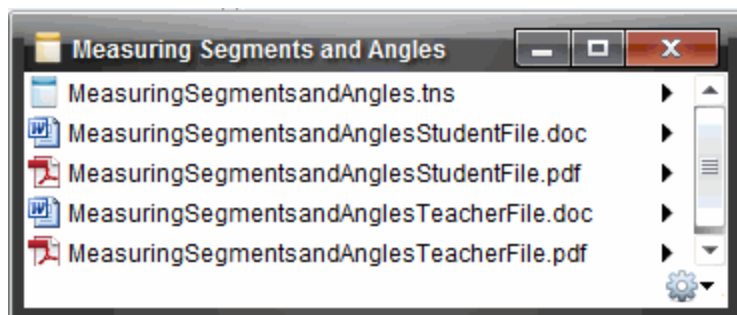 Measuring Segments and Angles
MeasuringSegmentsandAngles.tns
MeasuringSegmentsandAnglesStudentFile.doc
MeasuringSegmentsandAnglesStudentFile.pdf
MeasuringSegmentsandAnglesTeacherFile.doc
MeasuringSegmentsandAnglesTeacherFile.pdf